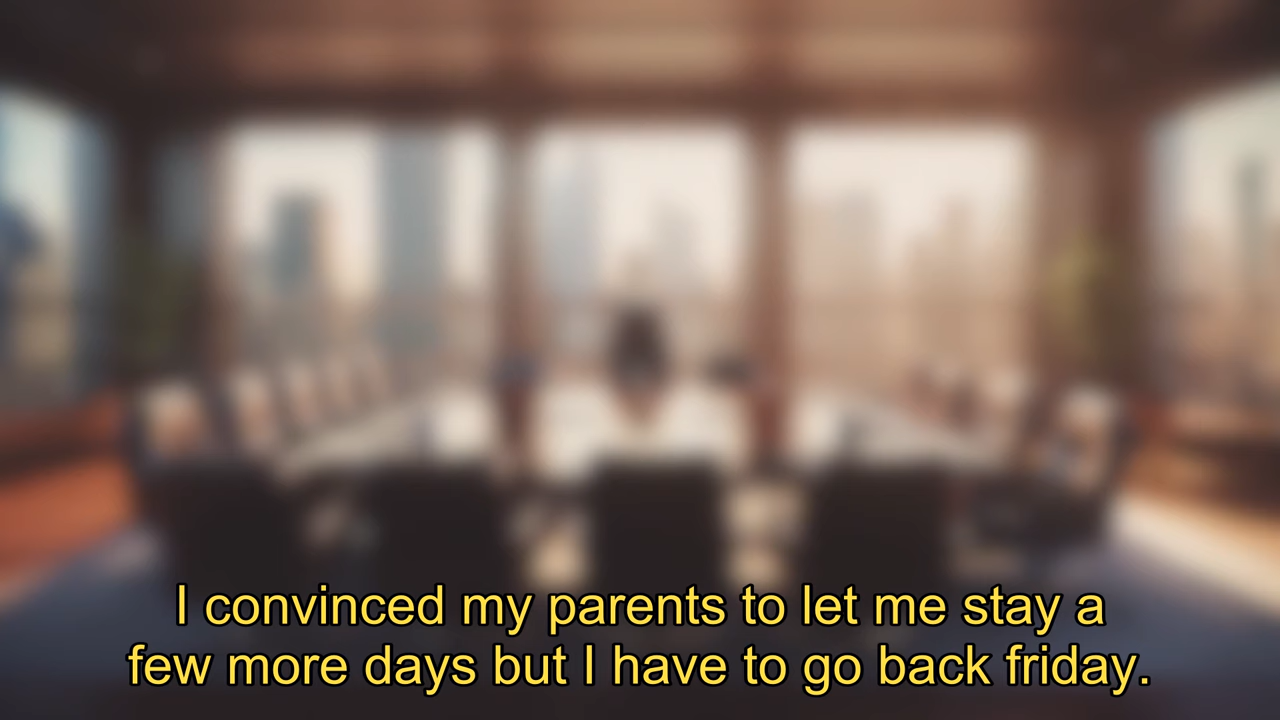 I convinced my parents to let me stay a
few more days but I have to go back friday.